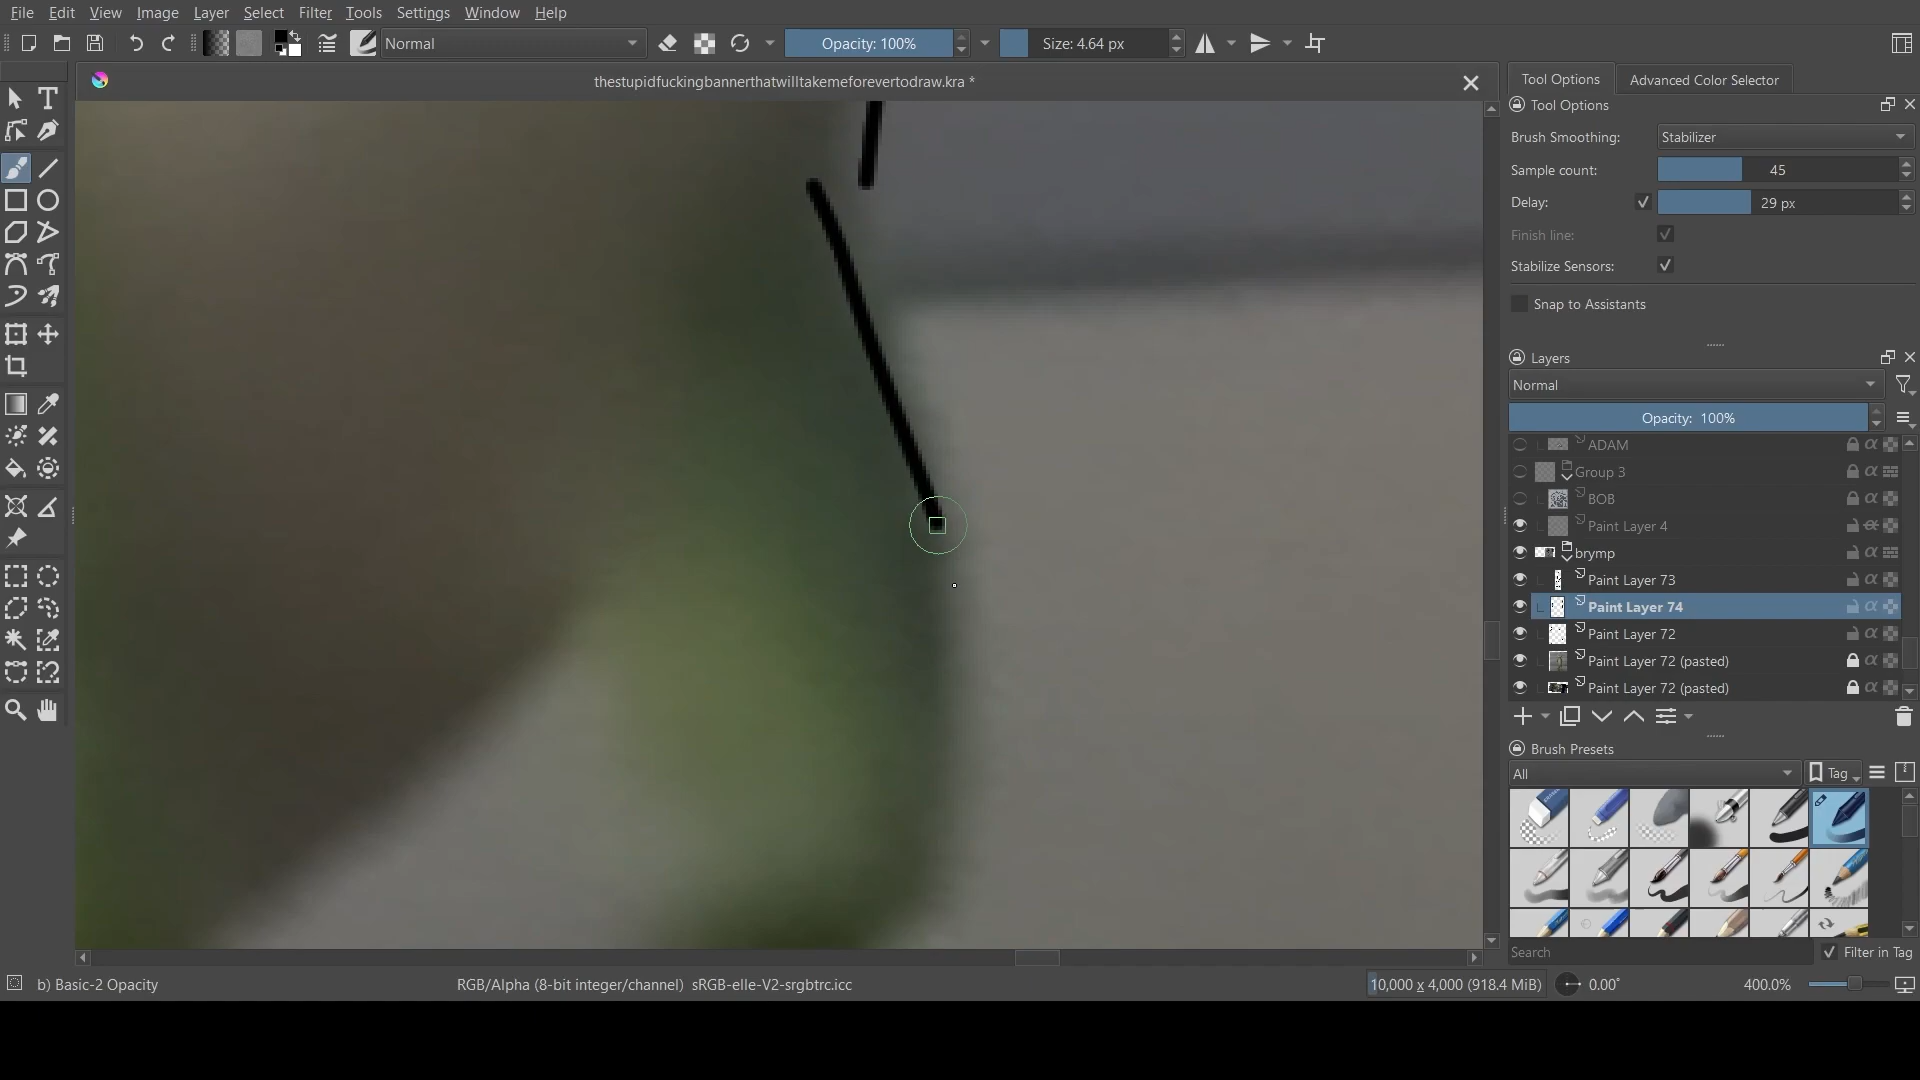 File Edit View Image Layer Select Filter Tools Settings Window Help
Normal Opacity: 100% Size: 4.64 px
thestupidfuckingbannerthatwilltakemeforevertodraw.kra *
Tool Options Advanced Color Selector
Tool Options
Brush Smoothing: Stabilizer
Sample count: 45
Delay: 29 px
Finish line:
Stabilize Sensors:
Snap to Assistants
Layers
Normal
Opacity: 100%
ADAM
Group 3
BOB
Paint Layer 4
brymp
Paint Layer 73
Paint Layer 74
Paint Layer 72
Paint Layer 72 (pasted)
Paint Layer 72 (pasted)
Brush Presets
All Tag
Search Filter in Tag
b) Basic-2 Opacity RGB/Alpha (8-bit integer/channel) sRGB-elle-V2-srgbtrc.icc 10,000 x 4,000 (918.4 MiB) 0.00° 400.0%